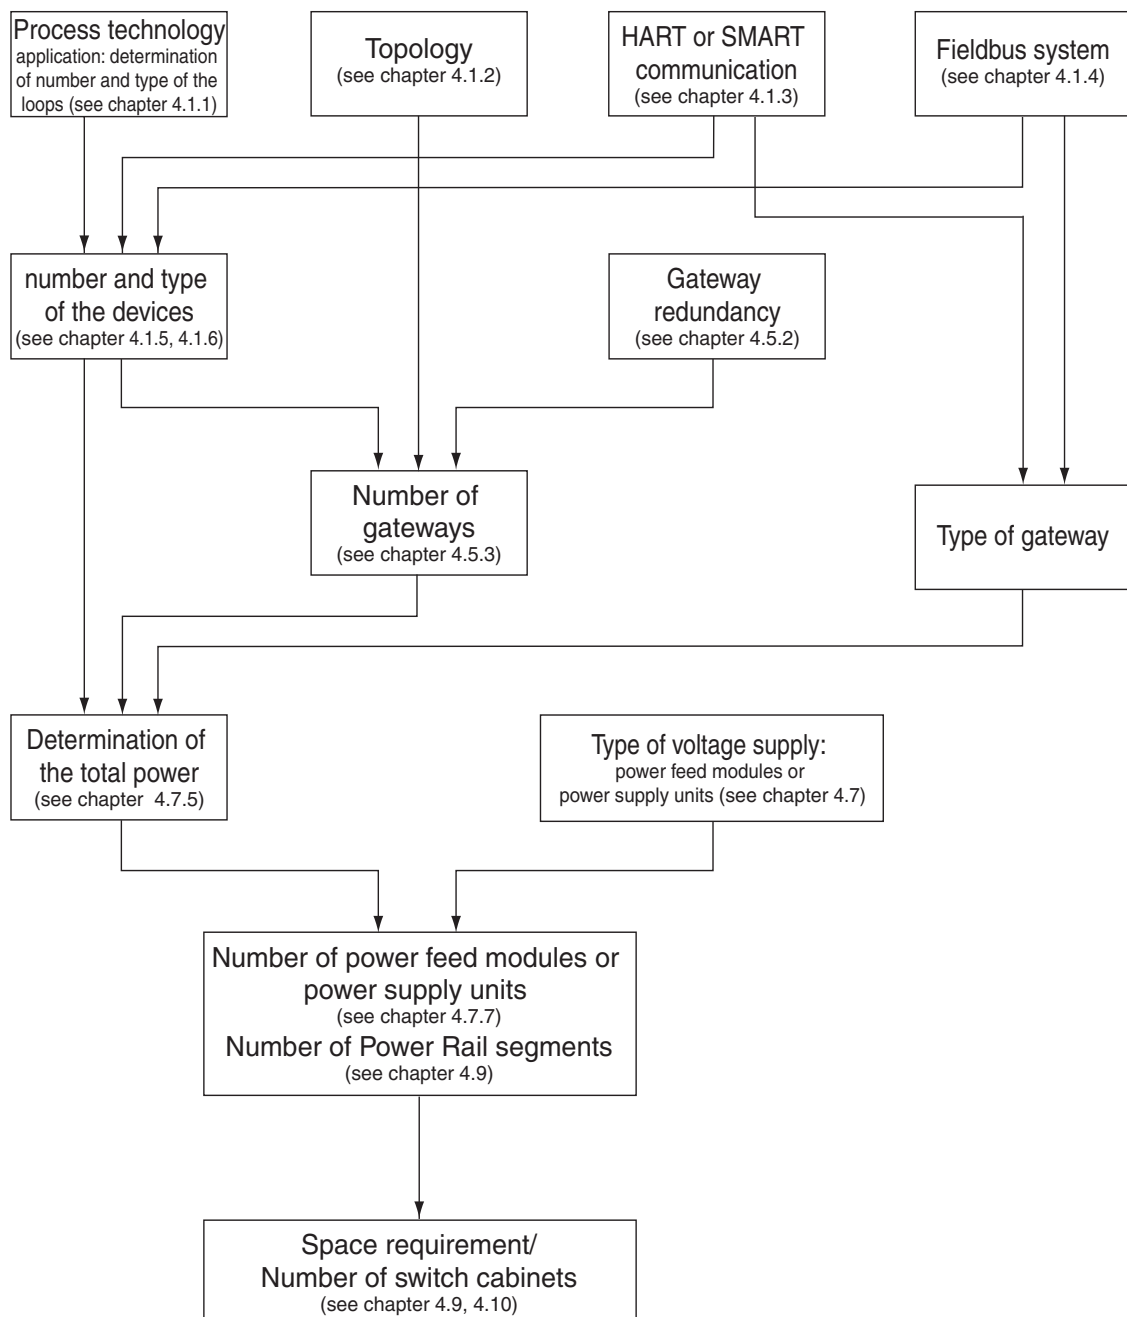 Process technology
application: determination
of number and type of the
loops (see chapter 4.1.1)
Topology
(see chapter 4.1.2)
HART or SMART
communication
(see chapter 4.1.3)
Fieldbus system
(see chapter 4.1.4)
number and type
of the devices
(see chapter 4.1.5, 4.1.6)
Gateway
redundancy
(see chapter 4.5.2)
Number of
gateways
(see chapter 4.5.3)
Type of gateway
Determination of
the total power
(see chapter 4.7.5)
Type of voltage supply:
power feed modules or
power supply units (see chapter 4.7)
Number of power feed modules or
power supply units
(see chapter 4.7.7)
Number of Power Rail segments
(see chapter 4.9)
Space requirement/
Number of switch cabinets
(see chapter 4.9, 4.10)